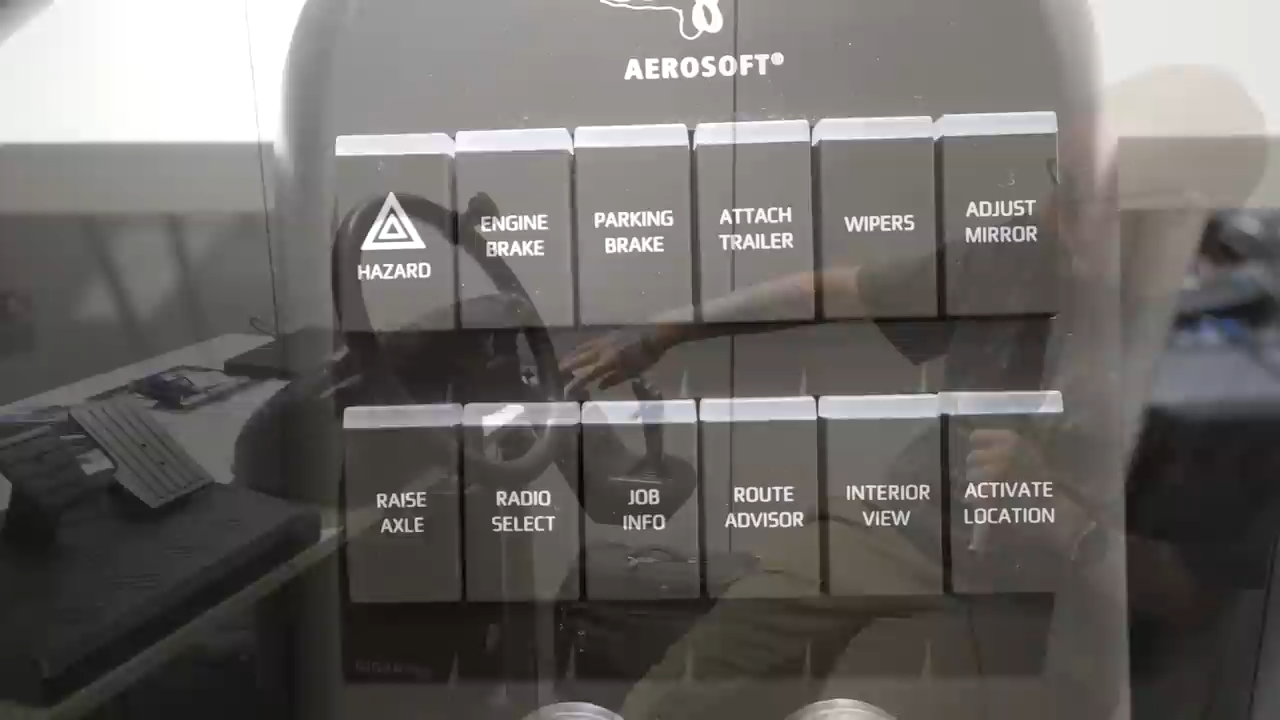 AEROSOFT®
HAZARD
ENGINE
BRAKE
PARKING
BRAKE
ATTACH
TRAILER
WIPERS
ADJUST
MIRROR
RAISE
AXLE
RADIO
SELECT
JOB
INFO
ROUTE
ADVISOR
INTERIOR
VIEW
ACTIVATE
LOCATION